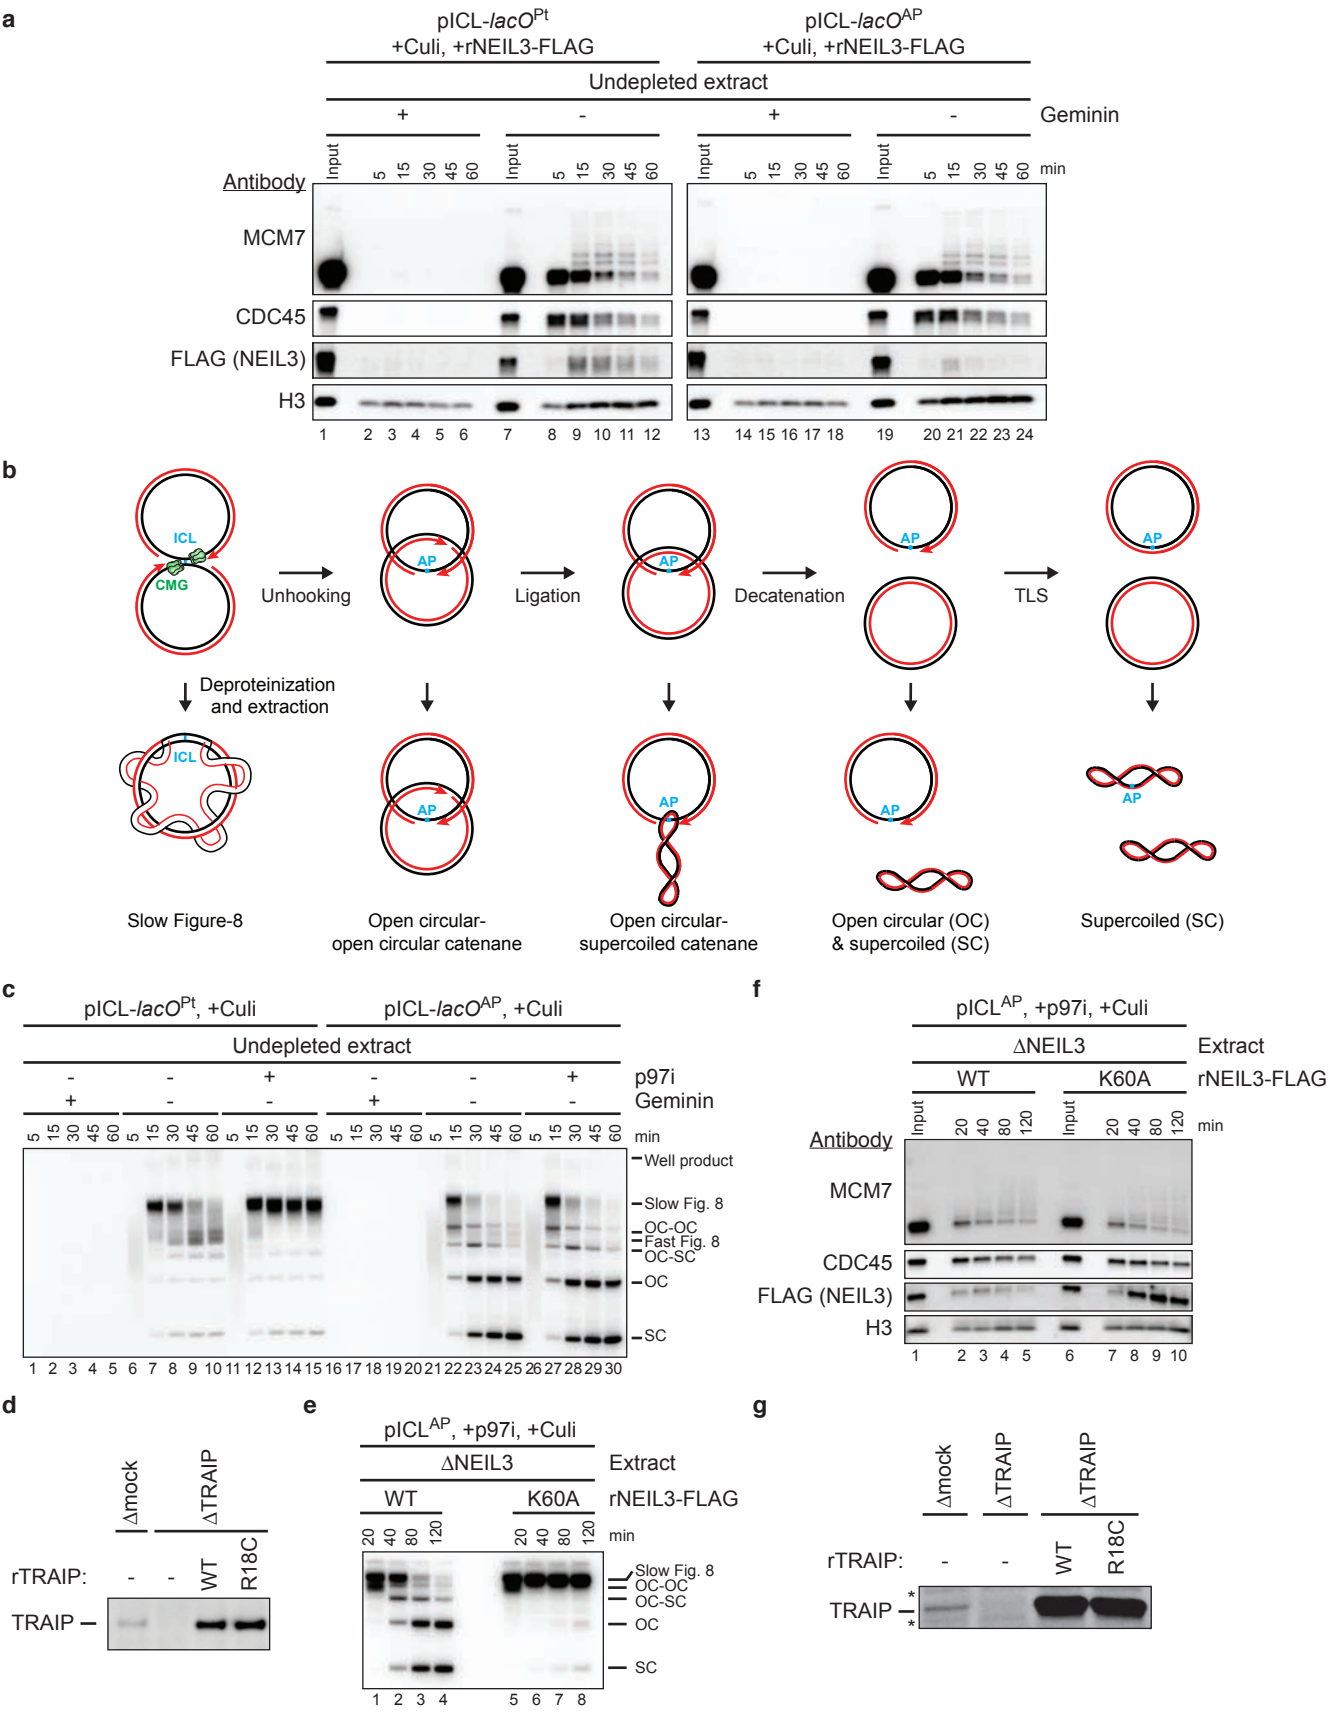 a
pICL-lacO^Pt
+Culi, +rNEIL3-FLAG
pICL-lacO^AP
+Culi, +rNEIL3-FLAG
Undepleted extract
+ - + - Geminin
Input 5 15 30 45 60 Input 5 15 30 45 60 Input 5 15 30 45 60 Input 5 15 30 45 60 min
Antibody
MCM7
CDC45
FLAG (NEIL3)
H3
1 2 3 4 5 6 7 8 9 10 11 12 13 14 15 16 17 18 19 20 21 22 23 24
b
ICL
CMG
Unhooking
AP
Ligation
AP
Decatenation
AP
TLS
AP
Deproteinization
and extraction
ICL
AP
AP
AP
AP
Slow Figure-8
Open circular-
open circular catenane
Open circular-
supercoiled catenane
Open circular (OC)
& supercoiled (SC)
Supercoiled (SC)
c
pICL-lacO^Pt, +Culi
pICL-lacO^AP, +Culi
Undepleted extract
- - + - - + p97i
+ - - + - - Geminin
5 15 30 45 60 5 15 30 45 60 5 15 30 45 60 5 15 30 45 60 5 15 30 45 60 5 15 30 45 60 min
Well product
Slow Fig. 8
OC-OC
Fast Fig. 8
OC-SC
OC
SC
1 2 3 4 5 6 7 8 9 10 11 12 13 14 15 16 17 18 19 20 21 22 23 24 25 26 27 28 29 30
f
pICL^AP, +p97i, +Culi
ΔNEIL3 Extract
WT K60A rNEIL3-FLAG
Input 20 40 80 120 Input 20 40 80 120 min
Antibody
MCM7
CDC45
FLAG (NEIL3)
H3
1 2 3 4 5 6 7 8 9 10
d
Δmock ΔTRAIP
rTRAIP: - - WT R18C
TRAIP
e
pICL^AP, +p97i, +Culi
ΔNEIL3 Extract
WT K60A rNEIL3-FLAG
20 40 80 120 20 40 80 120 min
Slow Fig. 8
OC-OC
OC-SC
OC
SC
1 2 3 4 5 6 7 8
g
Δmock ΔTRAIP ΔTRAIP
rTRAIP: - - WT R18C
*
TRAIP
*